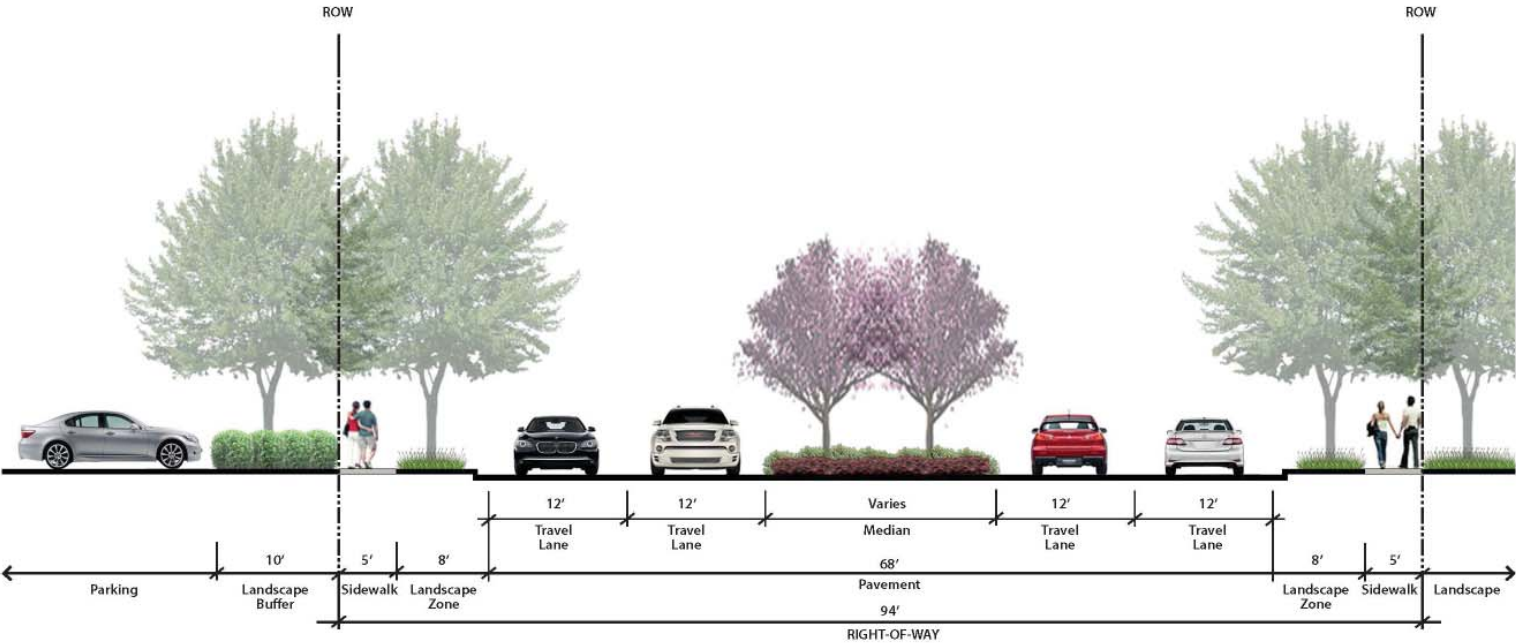 ROW ROW
12' 12' Varies 12' 12'
Travel Lane Travel Lane Median Travel Lane Travel Lane
10' 5' 8' 68' 8' 5'
Parking Landscape Buffer Sidewalk Landscape Zone Pavement Landscape Zone Sidewalk Landscape
94'
RIGHT-OF-WAY